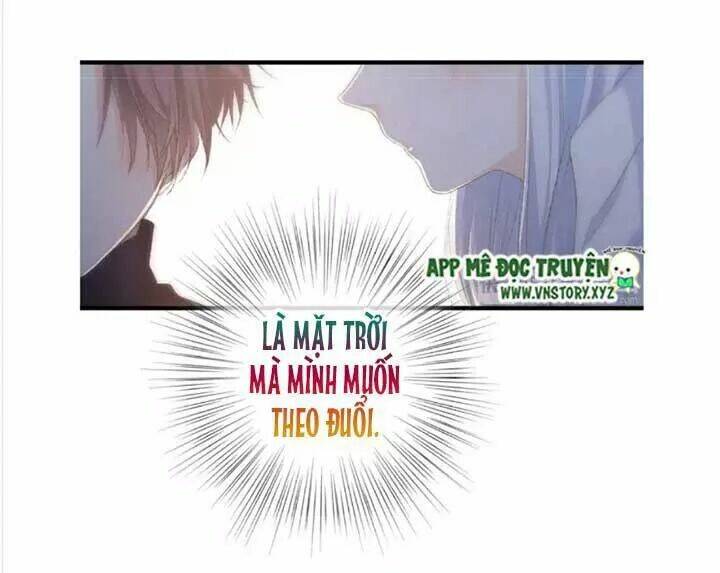 APP MÊ ĐỌC TRUYỆN
WWW.VNSTORY.XYZ
LÀ MẶT TRỜI
MÀ MÌNH MUỐN
THEO ĐUỔI.